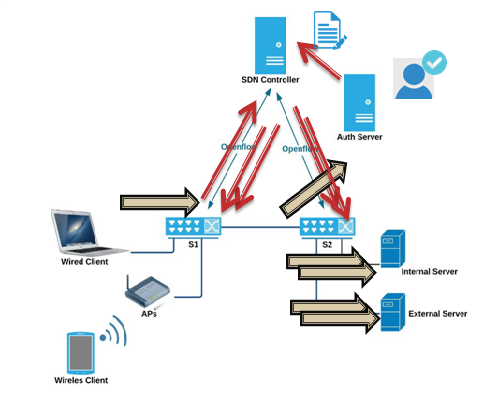 SDN Controller
Auth Server
Openflow
Openflow
S1
S2
Wired Client
Internal Server
APs
External Server
Wireles Client